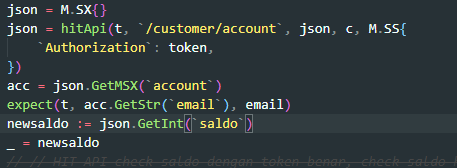 json = M.SX{}
json = hitApi(t, `/customer/account`, json, c, M.SS{
`Authorization`: token,
})
acc = json.GetMSX(`account`)
expect(t, acc.GetStr(`email`), email)
newsaldo := json.GetInt(`saldo`)
_ = newsaldo
// // HIT API check saldo dengan token benar, check saldo